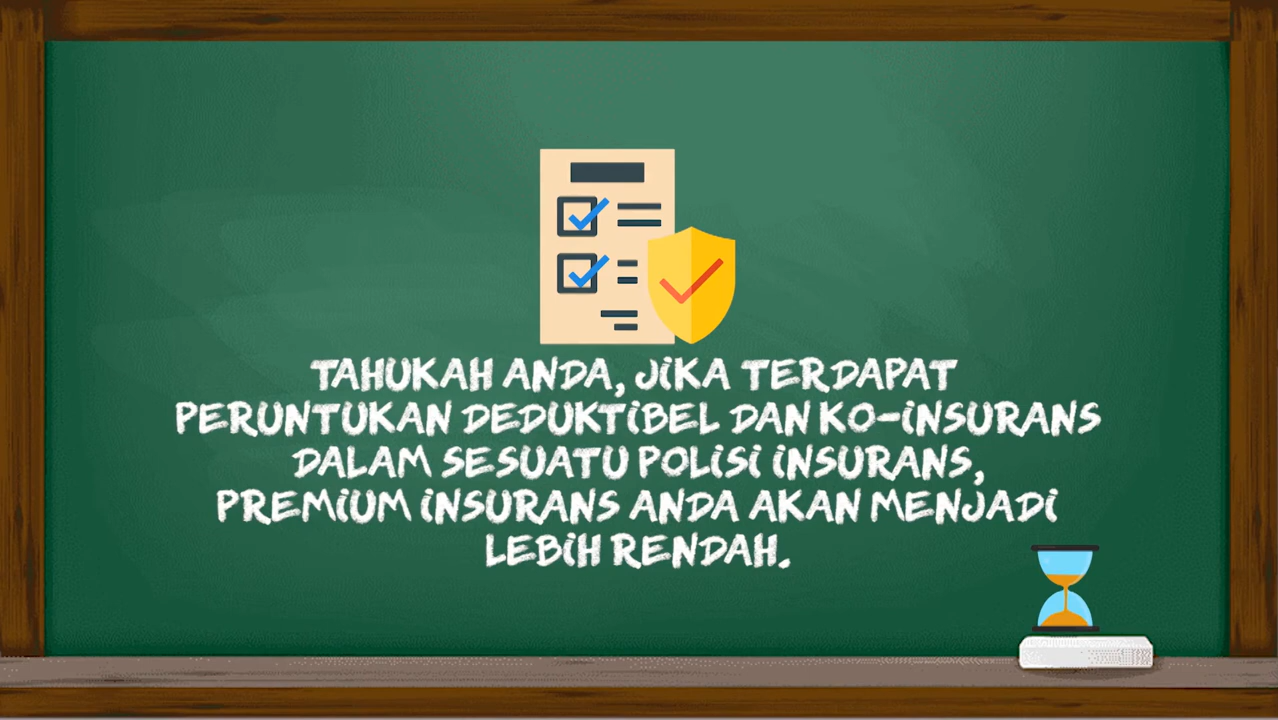 TAHUKAH ANDA, JIKA TERDAPAT
PERUNTUKAN DEDUKTIBEL DAN KO-INSURANS
DALAM SESUATU POLISI INSURANS,
PREMIUM INSURANS ANDA AKAN MENJADI
LEBIH RENDAH.